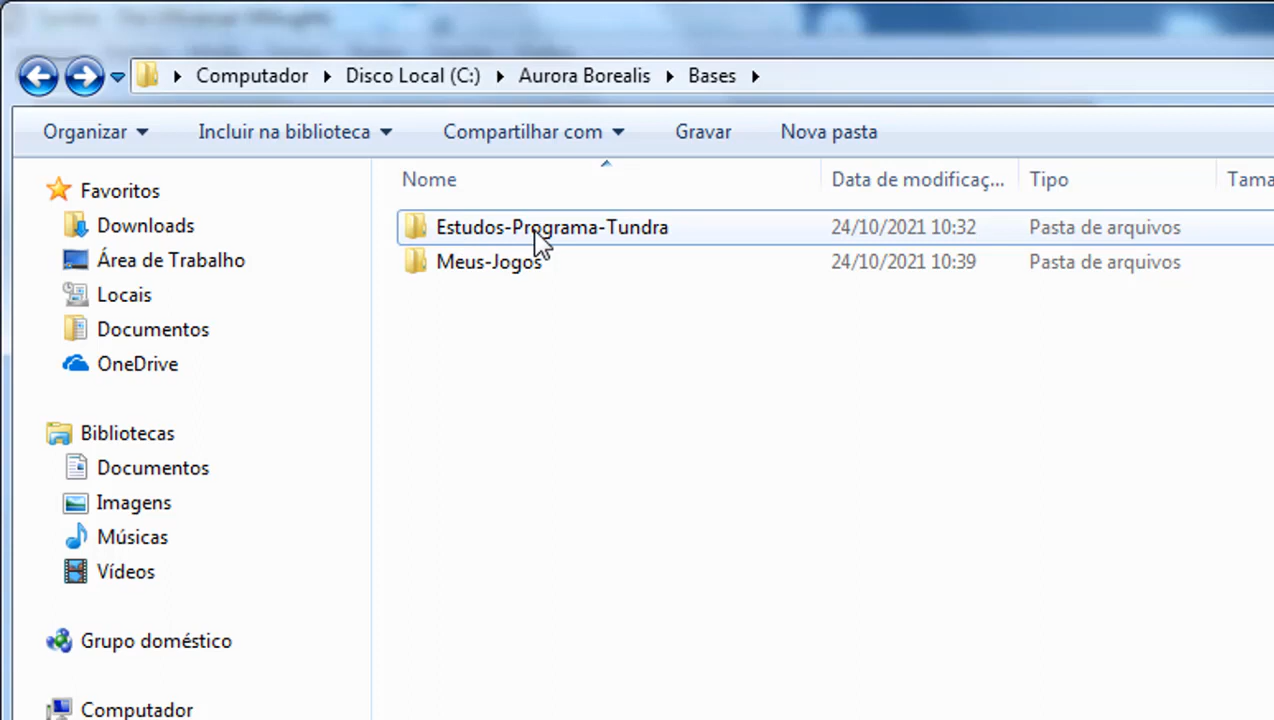 Computador Disco Local (C:) Aurora Borealis Bases
Organizar Incluir na biblioteca Compartilhar com Gravar Nova pasta
Favoritos
Downloads
Área de Trabalho
Locais
Documentos
OneDrive
Bibliotecas
Documentos
Imagens
Músicas
Vídeos
Grupo doméstico
Computador
Nome Data de modificaç... Tipo Tama
Estudos-Programa-Tundra 24/10/2021 10:32 Pasta de arquivos
Meus-Jogos 24/10/2021 10:39 Pasta de arquivos